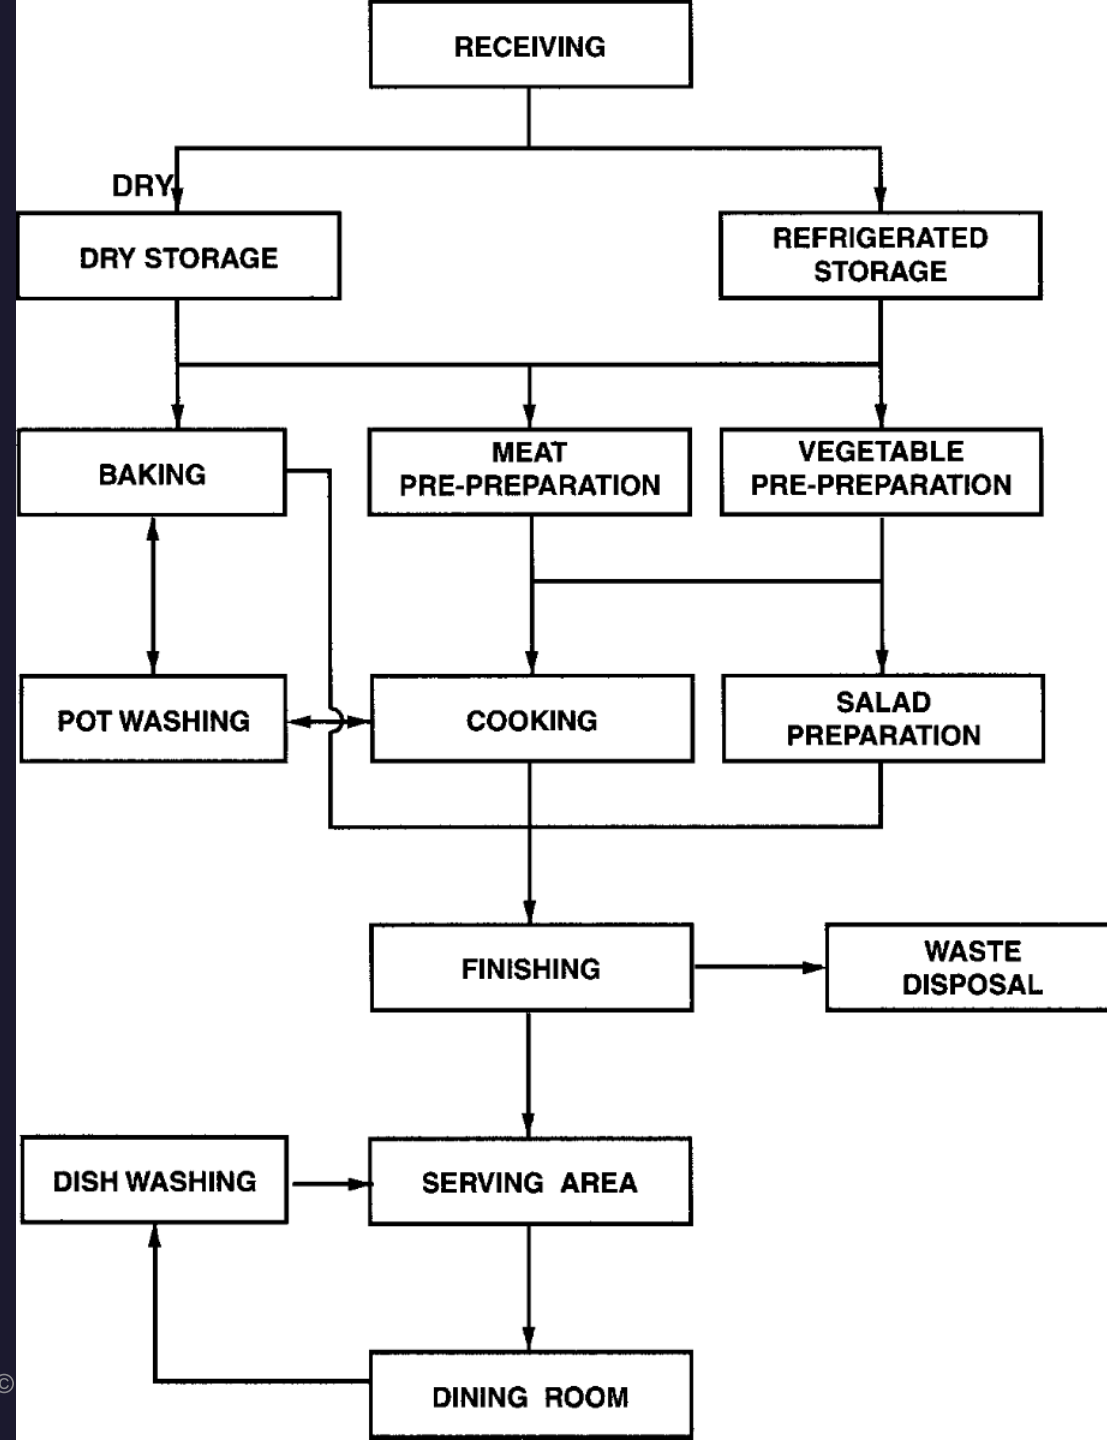 RECEIVING
DRY
DRY STORAGE
REFRIGERATED
STORAGE
BAKING
MEAT
PRE-PREPARATION
VEGETABLE
PRE-PREPARATION
POT WASHING
COOKING
SALAD
PREPARATION
FINISHING
WASTE
DISPOSAL
DISH WASHING
SERVING AREA
©
DINING ROOM